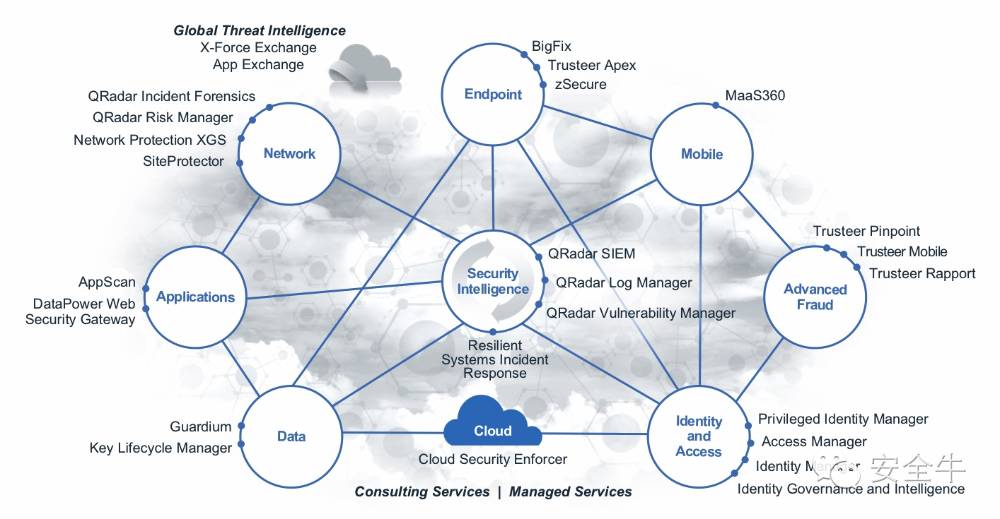 Global Threat Intelligence
X-Force Exchange
App Exchange
BigFix
Trusteer Apex
zSecure
Endpoint
MaaS360
Mobile
QRadar Incident Forensics
QRadar Risk Manager
Network Protection XGS
SiteProtector
Network
Trusteer Pinpoint
Trusteer Mobile
Trusteer Rapport
Advanced
Fraud
QRadar SIEM
QRadar Log Manager
QRadar Vulnerability Manager
Security
Intelligence
Resilient
Systems Incident
Response
AppScan
DataPower Web
Security Gateway
Applications
Guardium
Key Lifecycle Manager
Data
Cloud
Cloud Security Enforcer
Identity
and
Access
Privileged Identity Manager
Access Manager
Identity Manager
Identity Governance and Intelligence
Consulting Services | Managed Services
安全牛